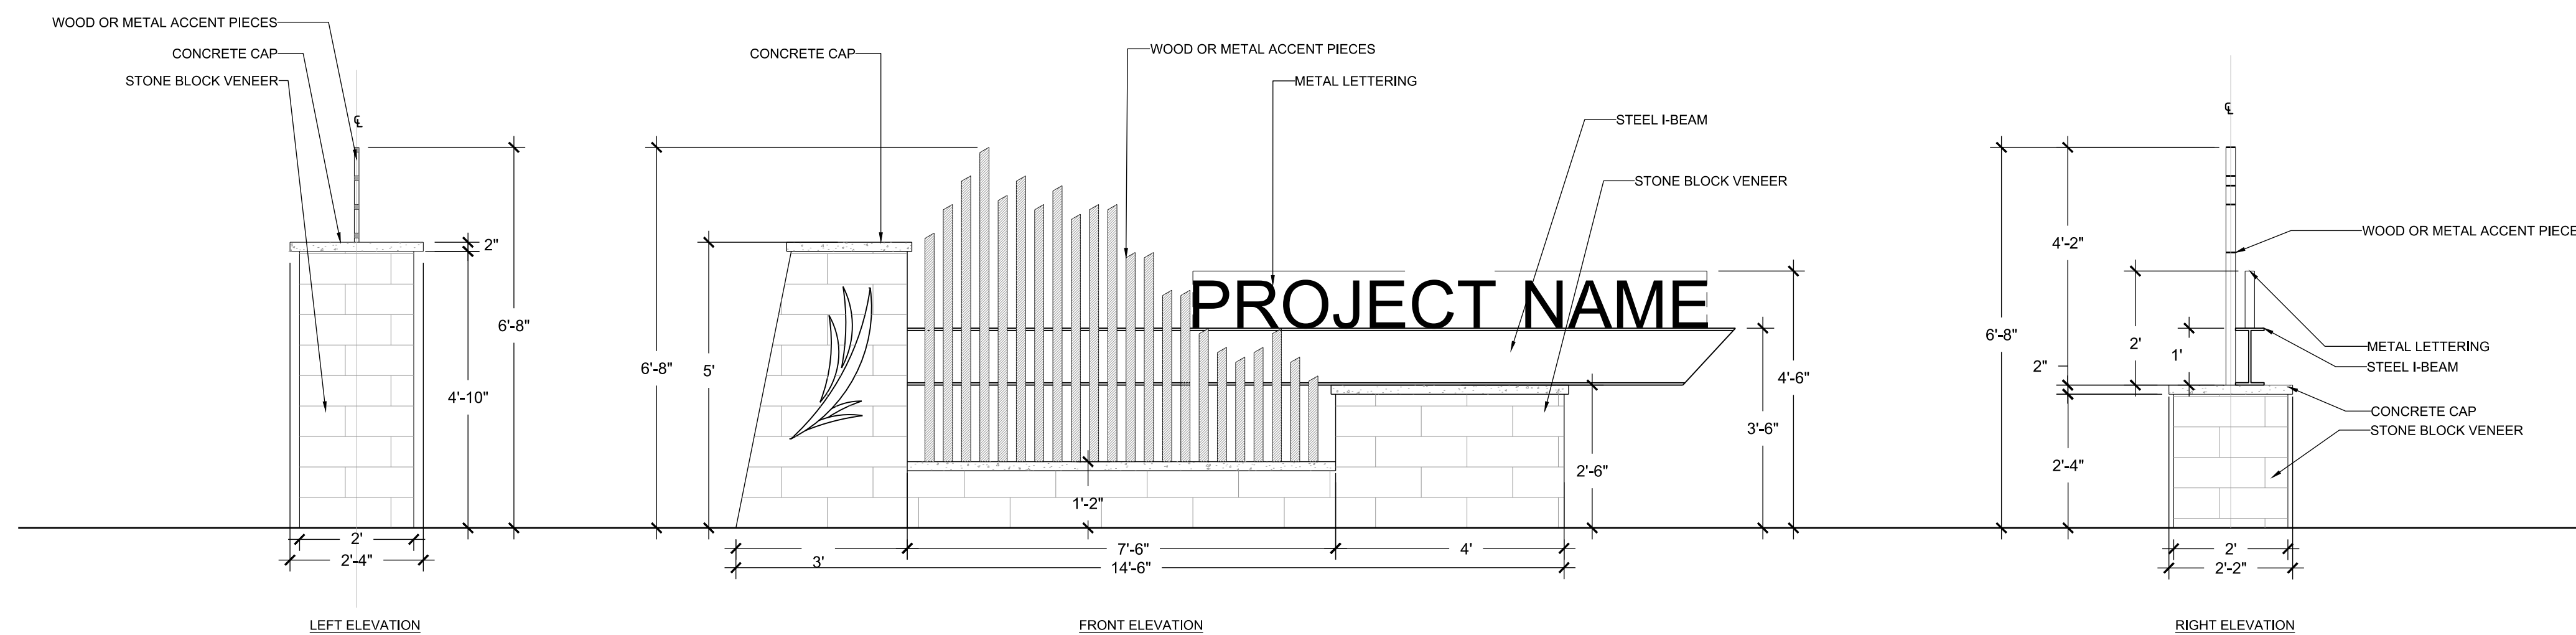 WOOD OR METAL ACCENT PIECES
CONCRETE CAP
STONE BLOCK VENEER
℄
2"
6'-8"
4'-10"
2'
2'-4"
LEFT ELEVATION
CONCRETE CAP
WOOD OR METAL ACCENT PIECES
METAL LETTERING
STEEL I-BEAM
STONE BLOCK VENEER
PROJECT NAME
6'-8"
5'
4'-6"
3'-6"
2'-6"
1'-2"
3'
7'-6"
4'
14'-6"
FRONT ELEVATION
℄
WOOD OR METAL ACCENT PIECE
4'-2"
6'-8"
2'
1'
2"
METAL LETTERING
STEEL I-BEAM
CONCRETE CAP
STONE BLOCK VENEER
2'-4"
2'
2'-2"
RIGHT ELEVATION